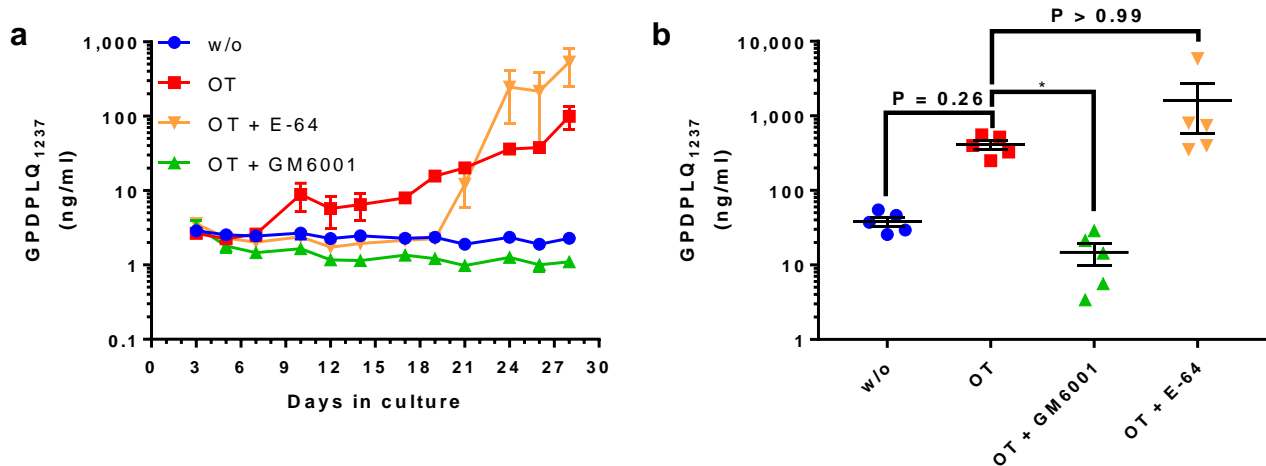 a
w/o
OT
OT + E-64
OT + GM6001
1,000
100
10
1
0.1
GPDPLQ1237
(ng/ml)
0 3 6 9 12 15 18 21 24 27 30
Days in culture
b
P > 0.99
*
P = 0.26
10,000
1,000
100
10
1
GPDPLQ1237
(ng/ml)
w/o
OT
OT + GM6001
OT + E-64